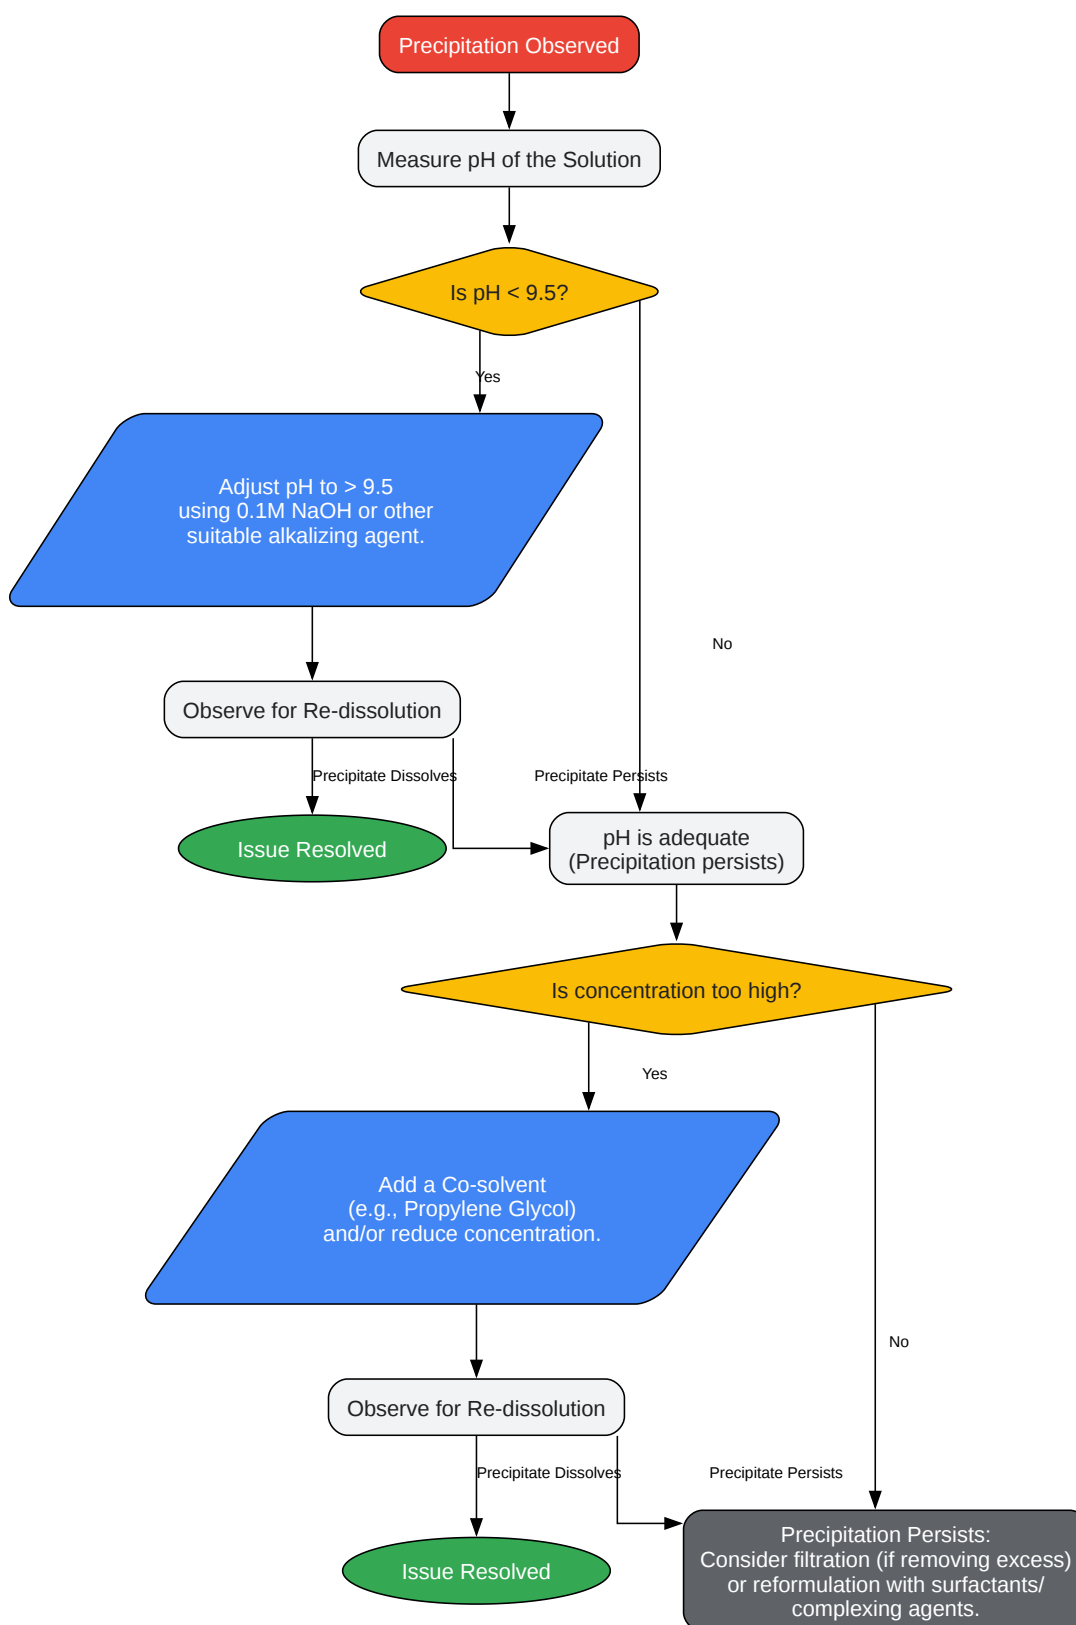 Precipitation Observed
Measure pH of the Solution
Is pH < 9.5?
Yes
Adjust pH to > 9.5
using 0.1M NaOH or other
suitable alkalizing agent.
No
Observe for Re-dissolution
Precipitate Dissolves
Precipitate Persists
Issue Resolved
pH is adequate
(Precipitation persists)
Is concentration too high?
Yes
Add a Co-solvent
(e.g., Propylene Glycol)
and/or reduce concentration.
No
Observe for Re-dissolution
Precipitate Dissolves
Precipitate Persists
Issue Resolved
Precipitation Persists:
Consider filtration (if removing excess)
or reformulation with surfactants/
complexing agents.